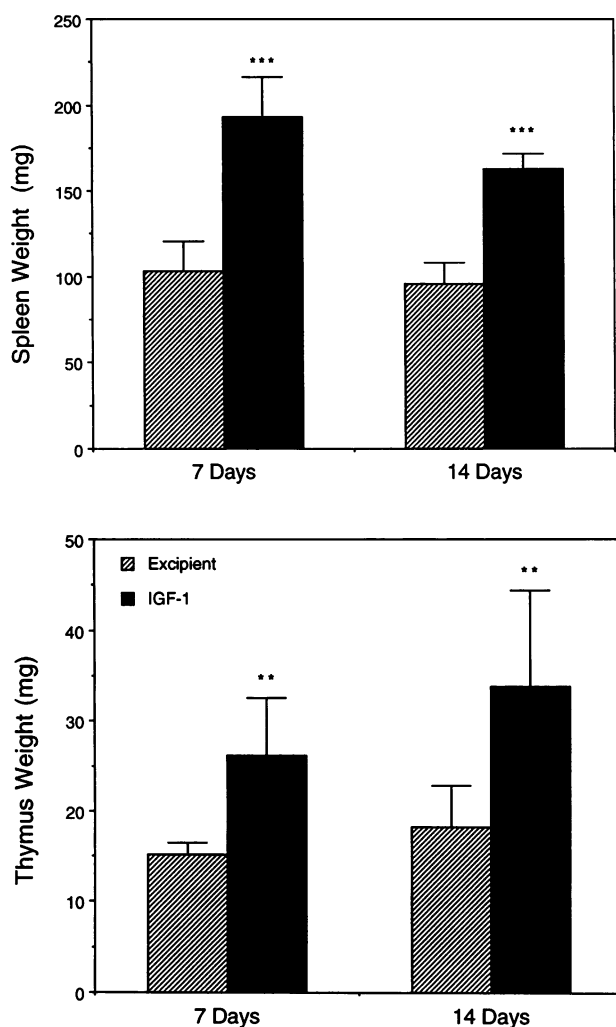 250
200
150
100
50
0
Spleen Weight (mg)
***
***
7 Days
14 Days
50
40
30
20
10
0
Thymus Weight (mg)
Excipient
IGF-1
**
**
7 Days
14 Days